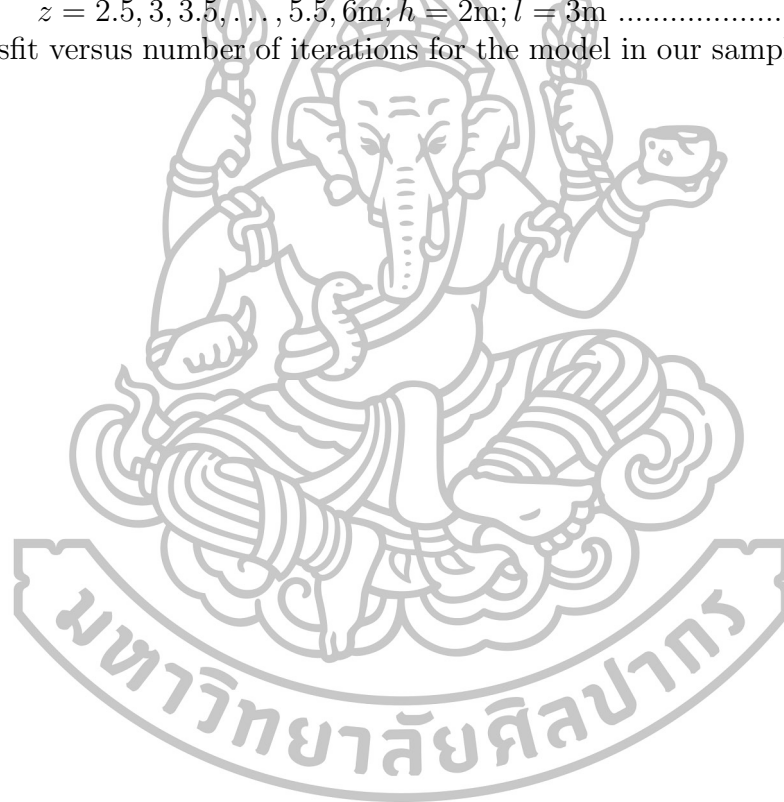 z = 2.5, 3, 3.5, . . . , 5.5, 6m; h = 2m; l = 3m ...................
sfit versus number of iterations for the model in our samp
มหาวิทยาลัยศิลปากร